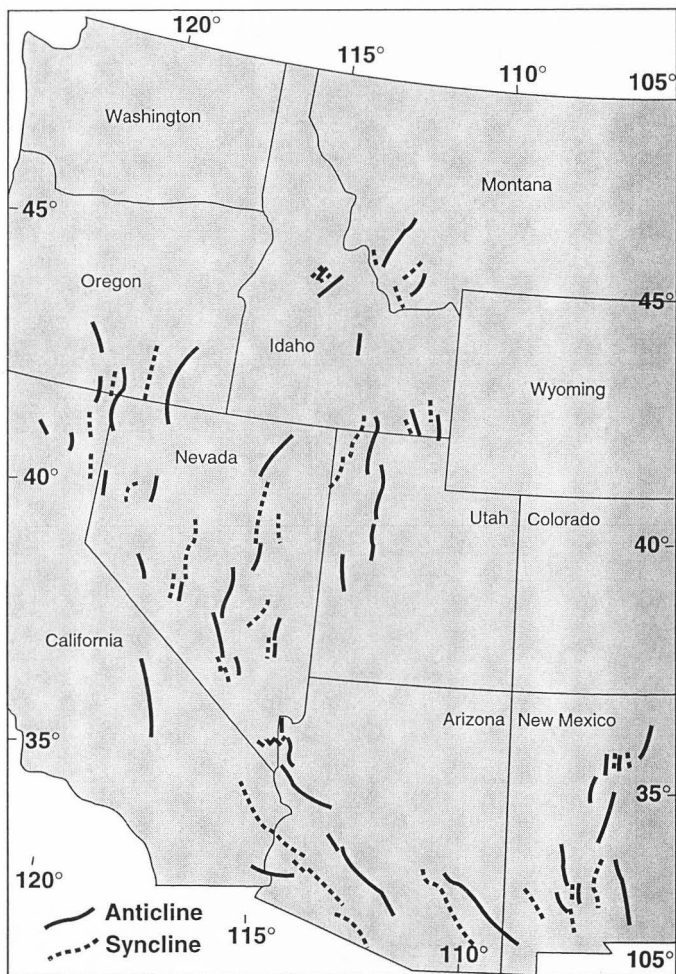 120°
115°
110°
105°
Washington
Montana
45°
Oregon
45°
Idaho
Wyoming
Nevada
40°
Utah
Colorado
40°
California
Arizona
New Mexico
35°
35°
120°
Anticline
115°
Syncline
110°
105°